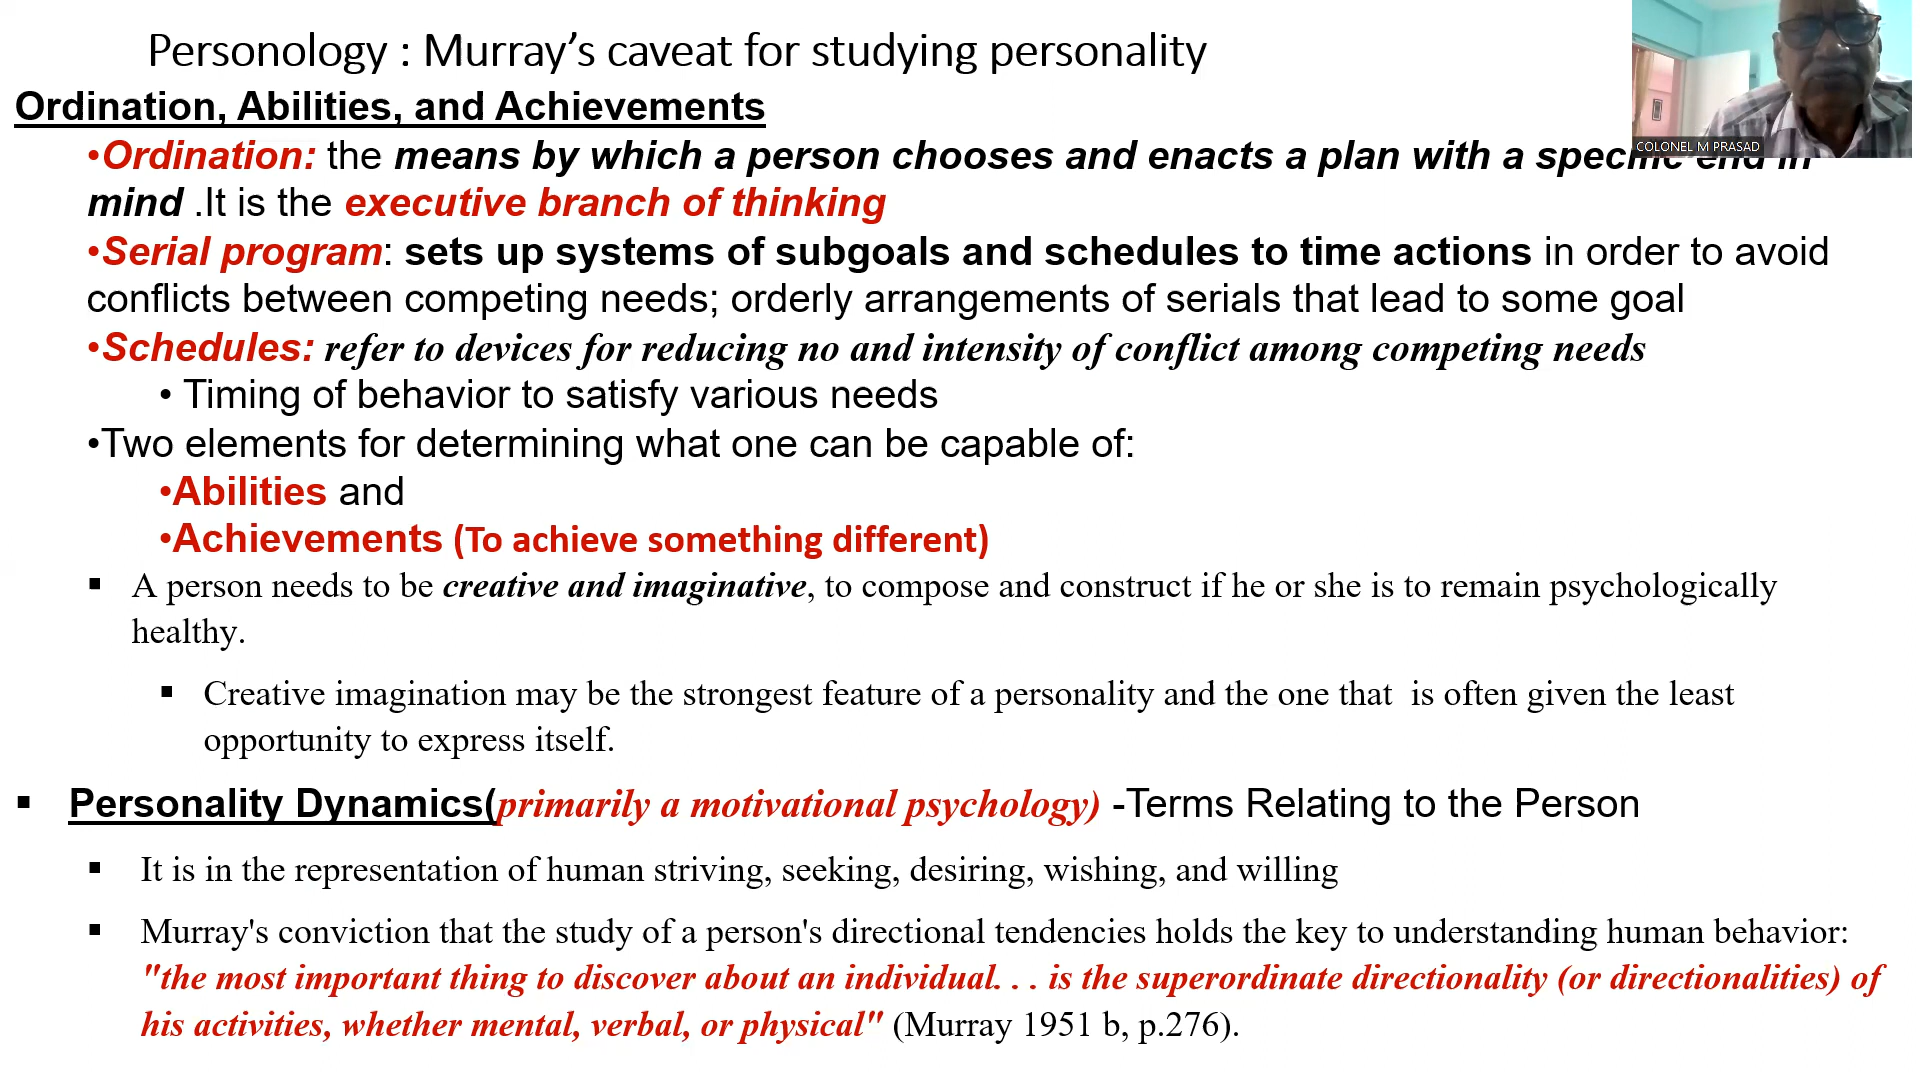 Personology : Murray's caveat for studying personality
COLONEL M PRASAD
Ordination, Abilities, and Achievements
•Ordination: the means by which a person chooses and enacts a plan with a specific end in
mind .It is the executive branch of thinking
•Serial program: sets up systems of subgoals and schedules to time actions in order to avoid
conflicts between competing needs; orderly arrangements of serials that lead to some goal
•Schedules: refer to devices for reducing no and intensity of conflict among competing needs
• Timing of behavior to satisfy various needs
•Two elements for determining what one can be capable of:
•Abilities and
•Achievements (To achieve something different)
▪ A person needs to be creative and imaginative, to compose and construct if he or she is to remain psychologically
healthy.
▪ Creative imagination may be the strongest feature of a personality and the one that  is often given the least
opportunity to express itself.
▪ Personality Dynamics(primarily a motivational psychology) -Terms Relating to the Person
▪ It is in the representation of human striving, seeking, desiring, wishing, and willing
▪ Murray's conviction that the study of a person's directional tendencies holds the key to understanding human behavior:
"the most important thing to discover about an individual. . . is the superordinate directionality (or directionalities) of
his activities, whether mental, verbal, or physical" (Murray 1951 b, p.276).